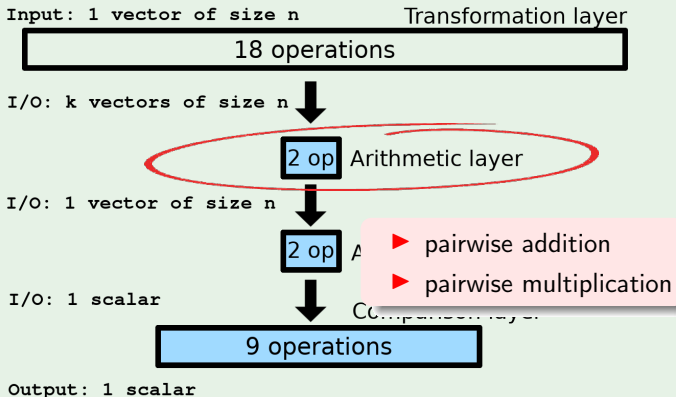 Input: 1 vector of size n
Transformation layer
18 operations
I/O: k vectors of size n
2 op
Arithmetic layer
I/O: 1 vector of size n
2 op
pairwise addition
pairwise multiplication
I/O: 1 scalar
9 operations
Output: 1 scalar